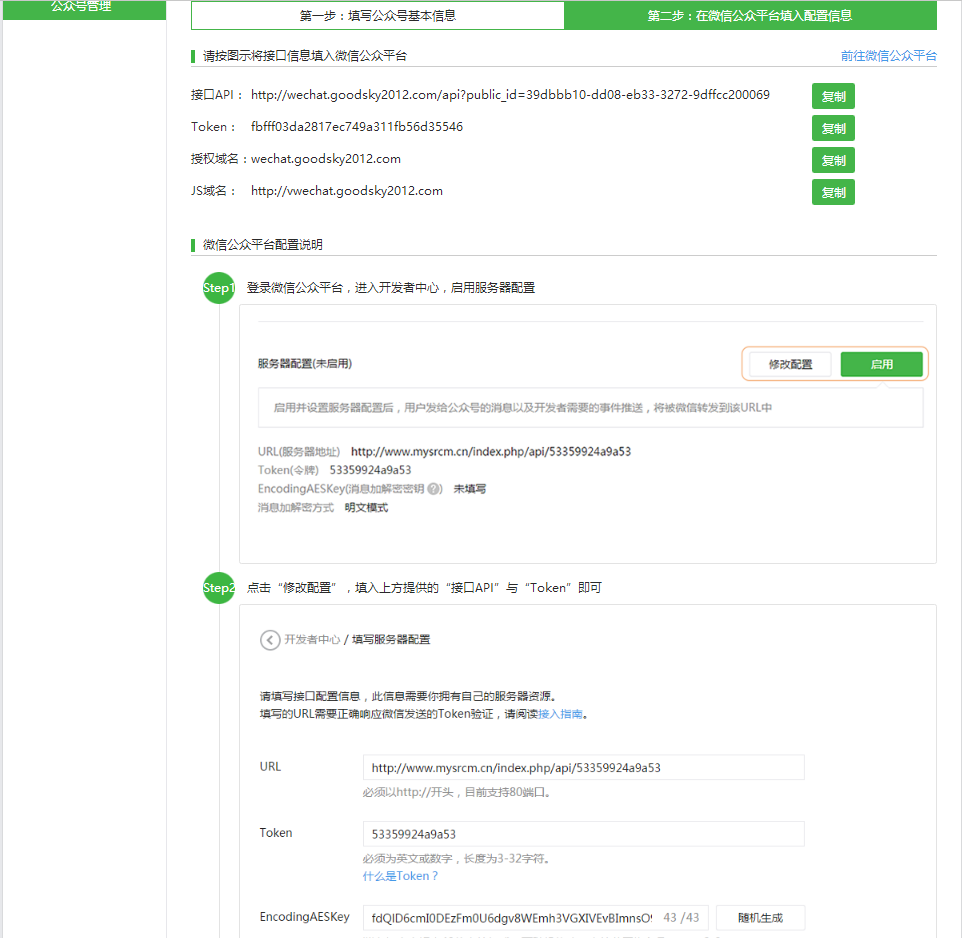 公众号管理
第一步：填写公众号基本信息
第二步：在微信公众平台填入配置信息
请按图示将接口信息填入微信公众平台 前往微信公众平台
接口API： http://wechat.goodsky2012.com/api?public_id=39dbbb10-dd08-eb33-3272-9dffcc200069 复制
Token： fbfff03da2817ec749a311fb56d35546 复制
授权域名：wechat.goodsky2012.com 复制
JS域名： http://vwechat.goodsky2012.com 复制
微信公众平台配置说明
Step1 登录微信公众平台，进入开发者中心，启用服务器配置
服务器配置(未启用) 修改配置 启用
启用并设置服务器配置后，用户发给公众号的消息以及开发者需要的事件推送，将被微信转发到该URL中
URL(服务器地址) http://www.mysrcm.cn/index.php/api/53359924a9a53
Token(令牌) 53359924a9a53
EncodingAESKey(消息加解密密钥 ?) 未填写
消息加解密方式 明文模式
Step2 点击“修改配置”，填入上方提供的“接口API”与“Token”即可
开发者中心 / 填写服务器配置
请填写接口配置信息，此信息需要你拥有自己的服务器资源。
填写的URL需要正确响应微信发送的Token验证，请阅读接入指南。
URL http://www.mysrcm.cn/index.php/api/53359924a9a53
必须以http://开头，目前支持80端口。
Token 53359924a9a53
必须为英文或数字，长度为3-32字符。
什么是Token？
EncodingAESKey fdQID6cmI0DEzFm0U6dgv8WEmh3VGXIVEvBImnsO 43 /43 随机生成